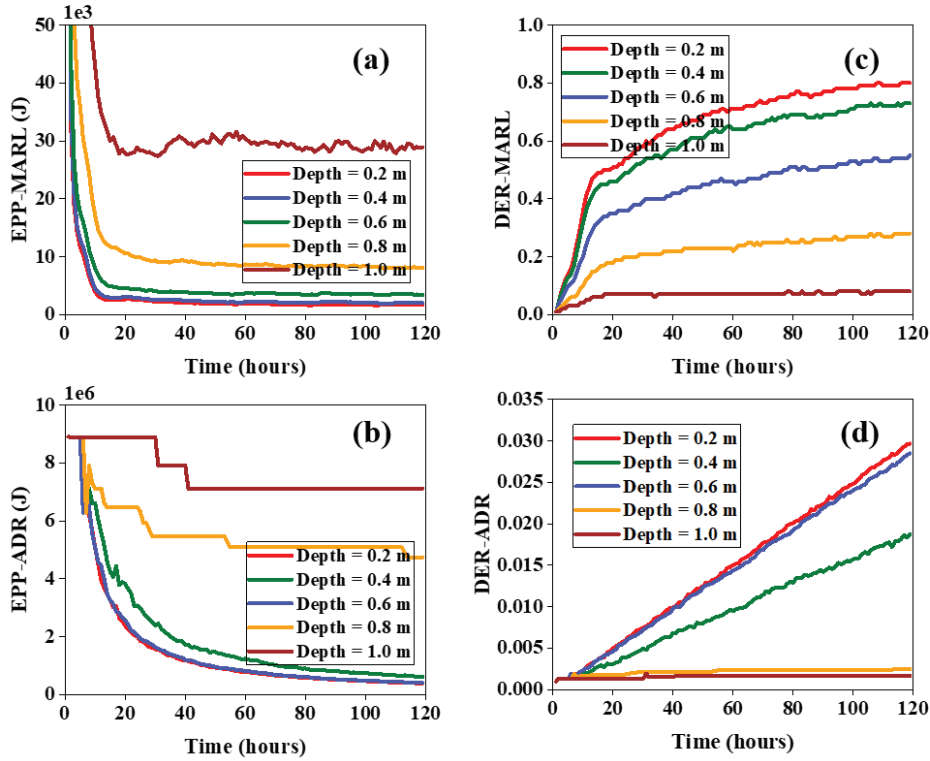 1e3
50
40
30
20
10
0
0 20 40 60 80 100 120
EPP-MARL (J)
Time (hours)
(a)
Depth = 0.2 m
Depth = 0.4 m
Depth = 0.6 m
Depth = 0.8 m
Depth = 1.0 m
1.0
0.8
0.6
0.4
0.2
0.0
0 20 40 60 80 100 120
DER-MARL
Time (hours)
(c)
Depth = 0.2 m
Depth = 0.4 m
Depth = 0.6 m
Depth = 0.8 m
Depth = 1.0 m
1e6
10
8
6
4
2
0
0 20 40 60 80 100 120
EPP-ADR (J)
Time (hours)
(b)
Depth = 0.2 m
Depth = 0.4 m
Depth = 0.6 m
Depth = 0.8 m
Depth = 1.0 m
0.035
0.030
0.025
0.020
0.015
0.010
0.005
0.000
0 20 40 60 80 100 120
DER-ADR
Time (hours)
(d)
Depth = 0.2 m
Depth = 0.4 m
Depth = 0.6 m
Depth = 0.8 m
Depth = 1.0 m